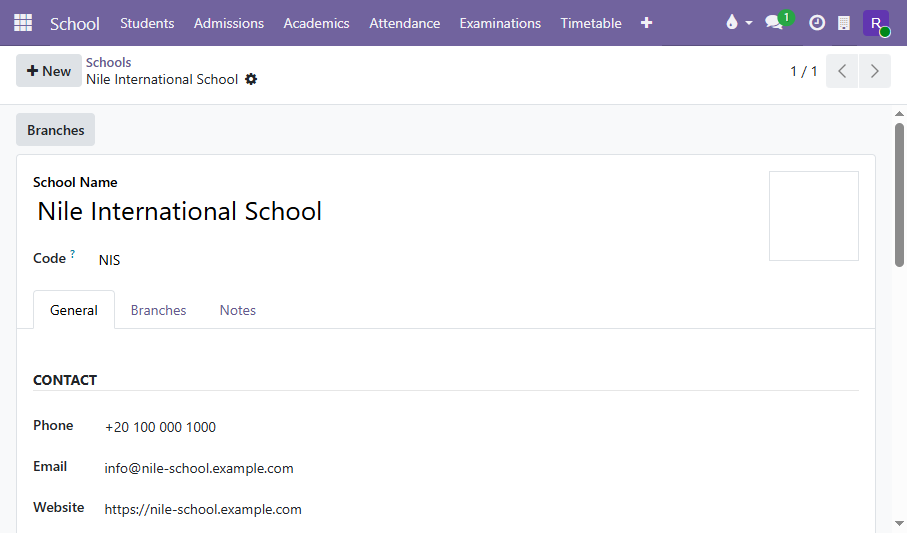 School Students Admissions Academics Attendance Examinations Timetable 1 R
New Schools
Nile International School 1 / 1
Branches
School Name
Nile International School
Code ? NIS
General Branches Notes
CONTACT
Phone +20 100 000 1000
Email info@nile-school.example.com
Website https://nile-school.example.com